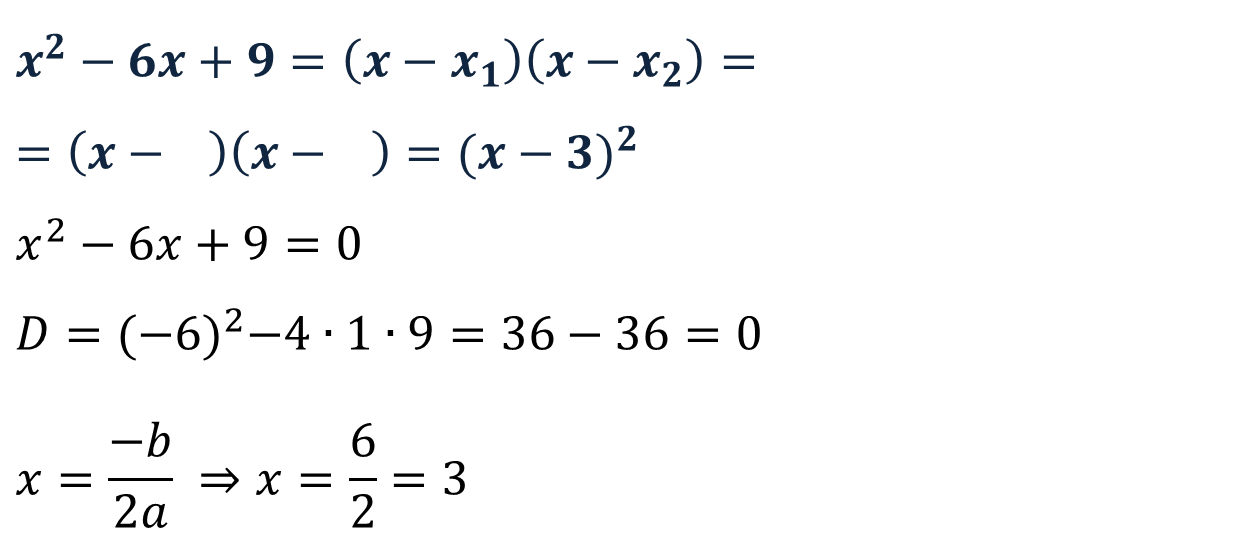 x² − 6x + 9 = (x − x₁)(x − x₂) =
= (x −   )(x −   ) = (x − 3)²
x² − 6x + 9 = 0
D = (−6)²−4 · 1 · 9 = 36 − 36 = 0
x = −b/2a ⇒ x = 6/2 = 3